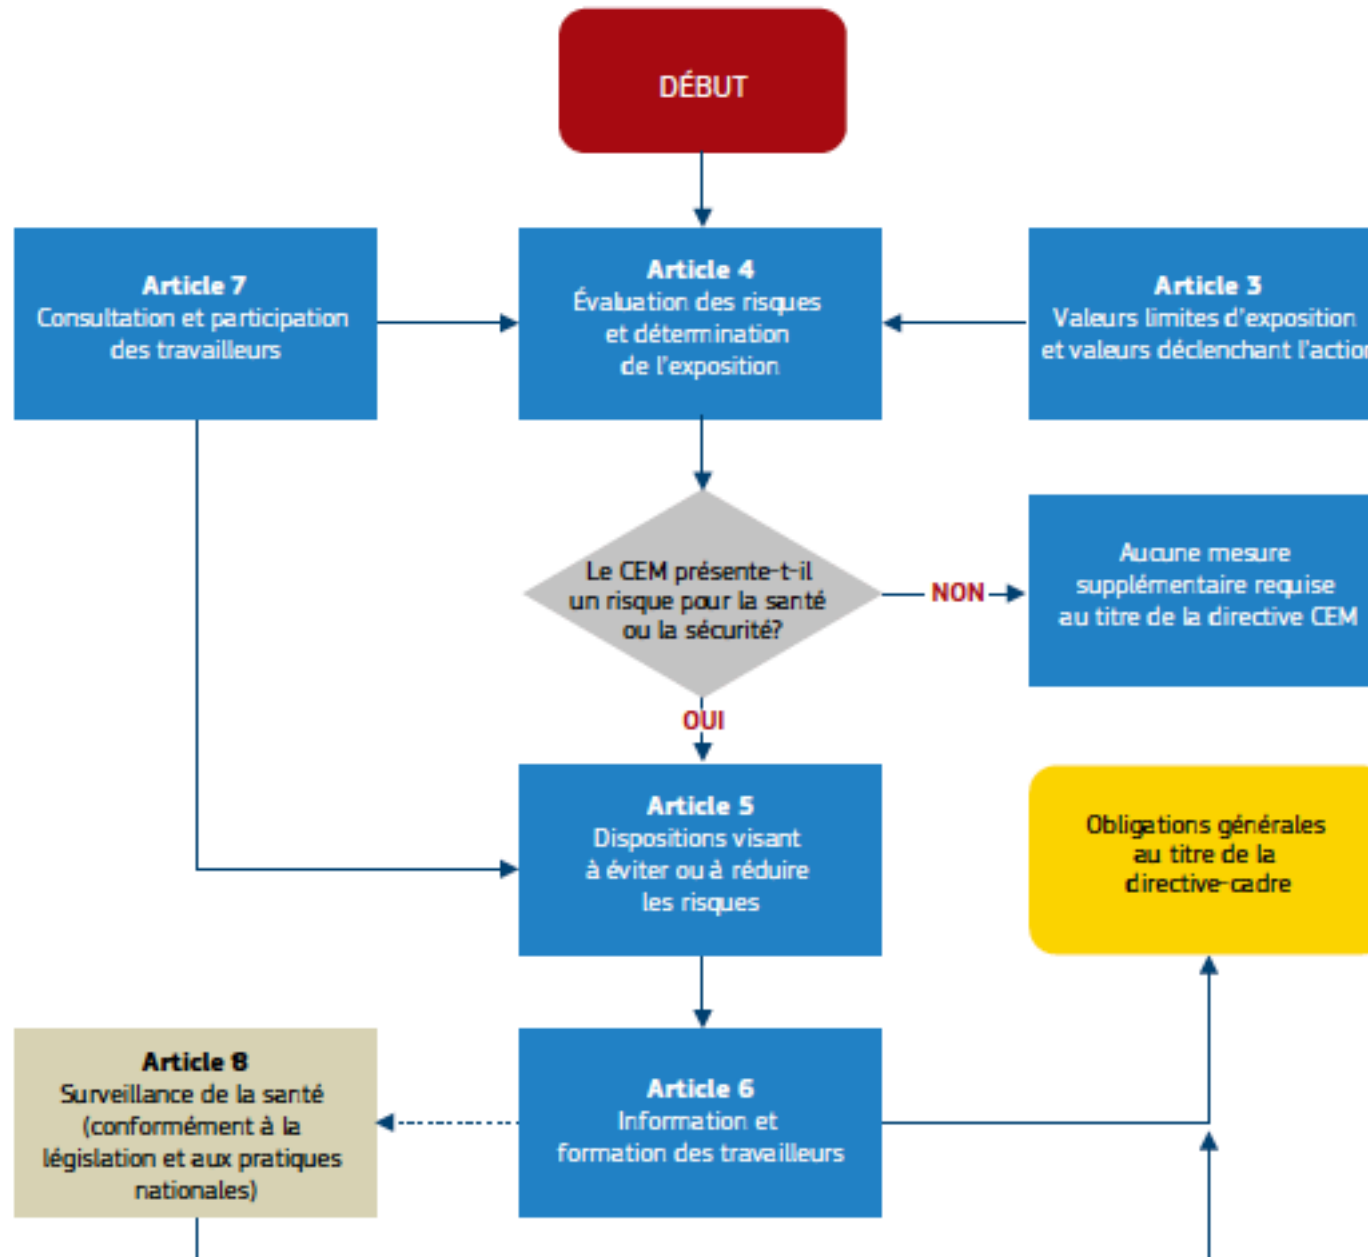 DÉBUT
Article 7
Consultation et participation
des travailleurs
Article 4
Évaluation des risques
et détermination
de l'exposition
Article 3
Valeurs limites d'exposition
et valeurs déclenchant l'action
Le CEM présente-t-il
un risque pour la santé
ou la sécurité?
NON
Aucune mesure
supplémentaire requise
au titre de la directive CEM
OUI
Article 5
Dispositions visant
à éviter ou à réduire
les risques
Obligations générales
au titre de la
directive-cadre
Article 8
Surveillance de la santé
(conformément à la
législation et aux pratiques
nationales)
Article 6
Information et
formation des travailleurs